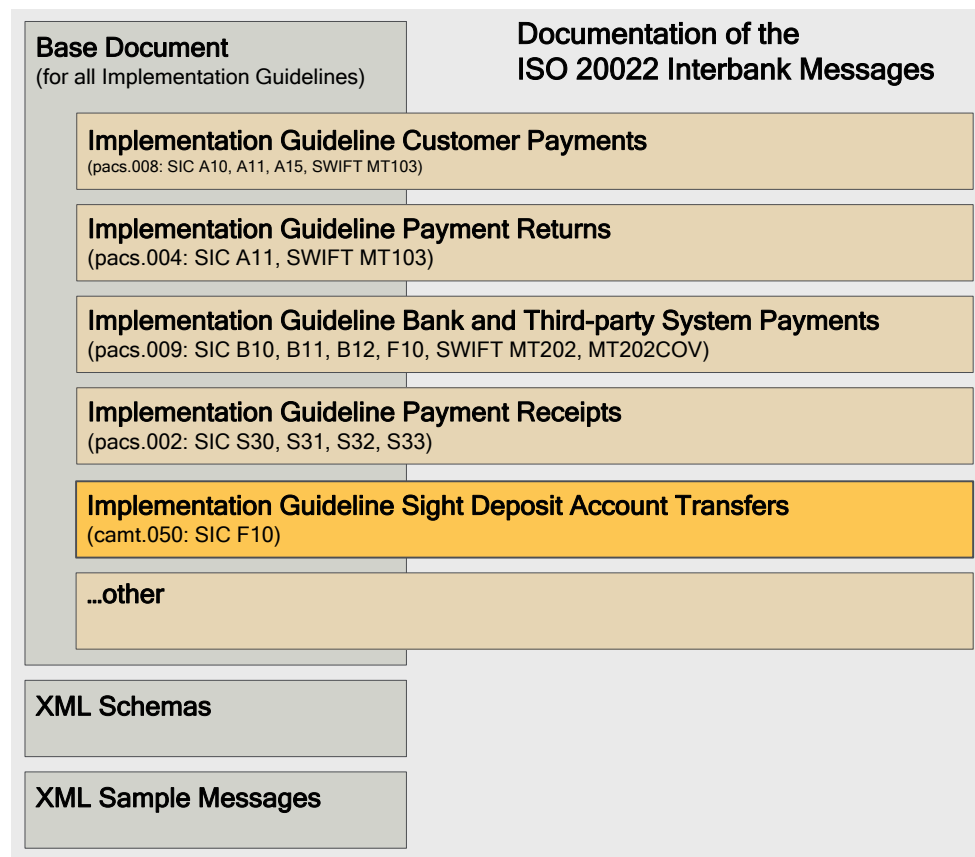 Base Document
(for all Implementation Guidelines)
Documentation of the
ISO 20022 Interbank Messages
Implementation Guideline Customer Payments
(pacs.008: SIC A10, A11, A15, SWIFT MT103)
Implementation Guideline Payment Returns
(pacs.004: SIC A11, SWIFT MT103)
Implementation Guideline Bank and Third-party System Payments
(pacs.009: SIC B10, B11, B12, F10, SWIFT MT202, MT202COV)
Implementation Guideline Payment Receipts
(pacs.002: SIC S30, S31, S32, S33)
Implementation Guideline Sight Deposit Account Transfers
(camt.050: SIC F10)
...other
XML Schemas
XML Sample Messages